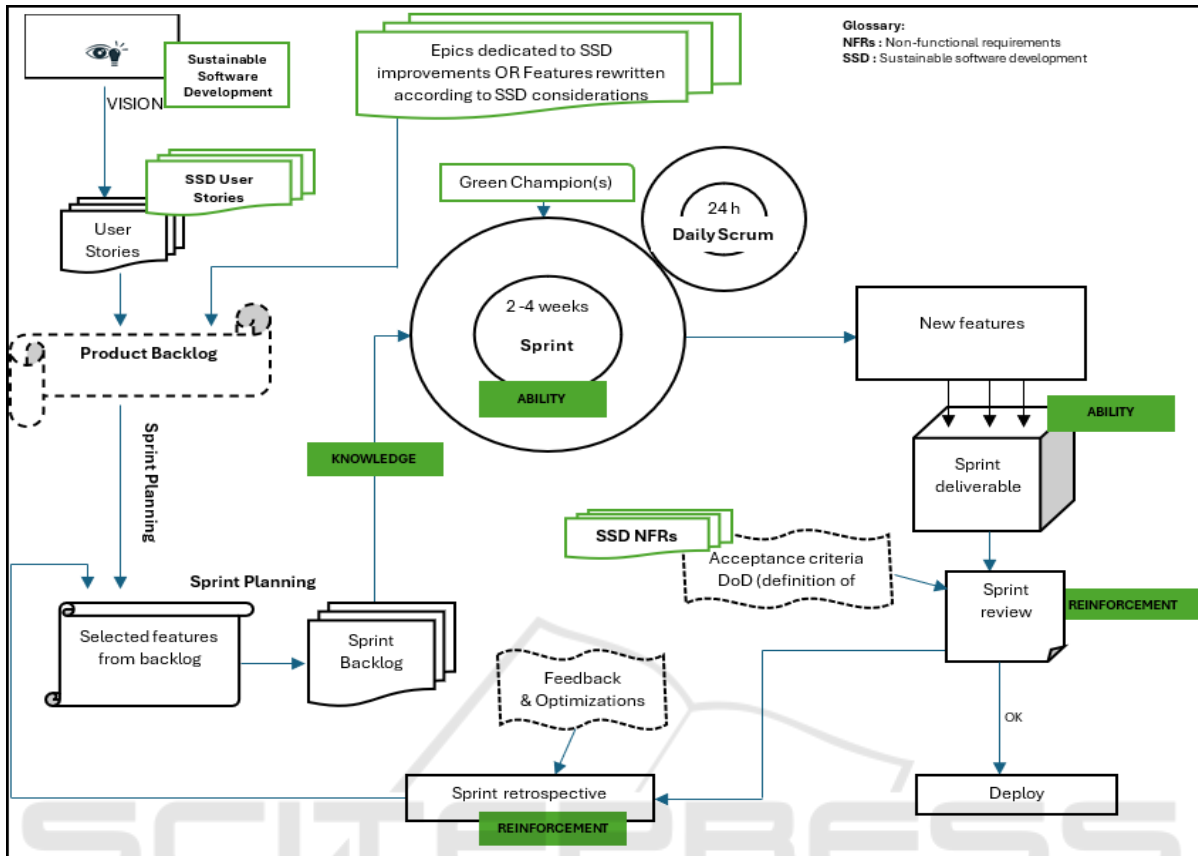 Glossary:
NFRs : Non-functional requirements
SSD : Sustainable software development
Sustainable
Software
Development
VISION
Epics dedicated to SSD
improvements OR Features rewritten
according to SSD considerations
SSD User
Stories
User
Stories
Green Champion(s)
24 h
Daily Scrum
2 -4 weeks
Sprint
ABILITY
Product Backlog
New features
ABILITY
Sprint
deliverable
KNOWLEDGE
Sprint Planning
SSD NFRs
Acceptance criteria
DoD (definition of
Sprint
review
REINFORCEMENT
Sprint Planning
Selected features
from backlog
Sprint
Backlog
Feedback
& Optimizations
OK
Sprint retrospective
REINFORCEMENT
Deploy
SCITEPRESS